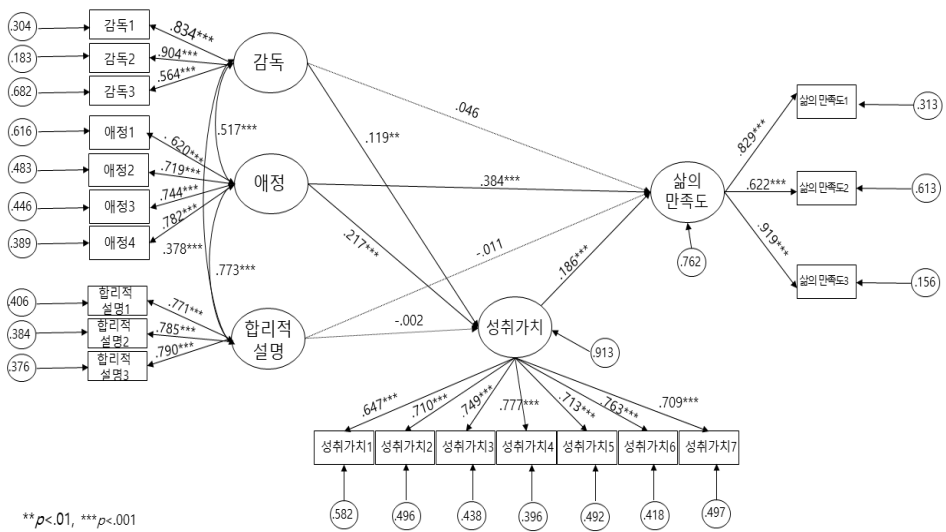 .304
감독1
.834***
.183
감독2
.904***
감독
.682
감독3
.564***
.046
.119**
.517***
.616
애정1
.620***
.483
애정2
.719***
애정
.446
애정3
.744***
.389
애정4
.782***
.384***
.217***
.378***
.773***
-.011
.186***
-.002
.406
합리적
설명1
.771***
.384
합리적
설명2
.785***
.376
합리적
설명3
.790***
합리적
설명
성취가치
.913
삶의
만족도
.762
.829***
삶의 만족도1
.313
.622***
삶의 만족도2
.613
.919***
삶의 만족도3
.156
.647***
.710***
.749***
.777***
.713***
.763***
.709***
성취가치1
성취가치2
성취가치3
성취가치4
성취가치5
성취가치6
성취가치7
.582
.496
.438
.396
.492
.418
.497
**p<.01, ***p<.001